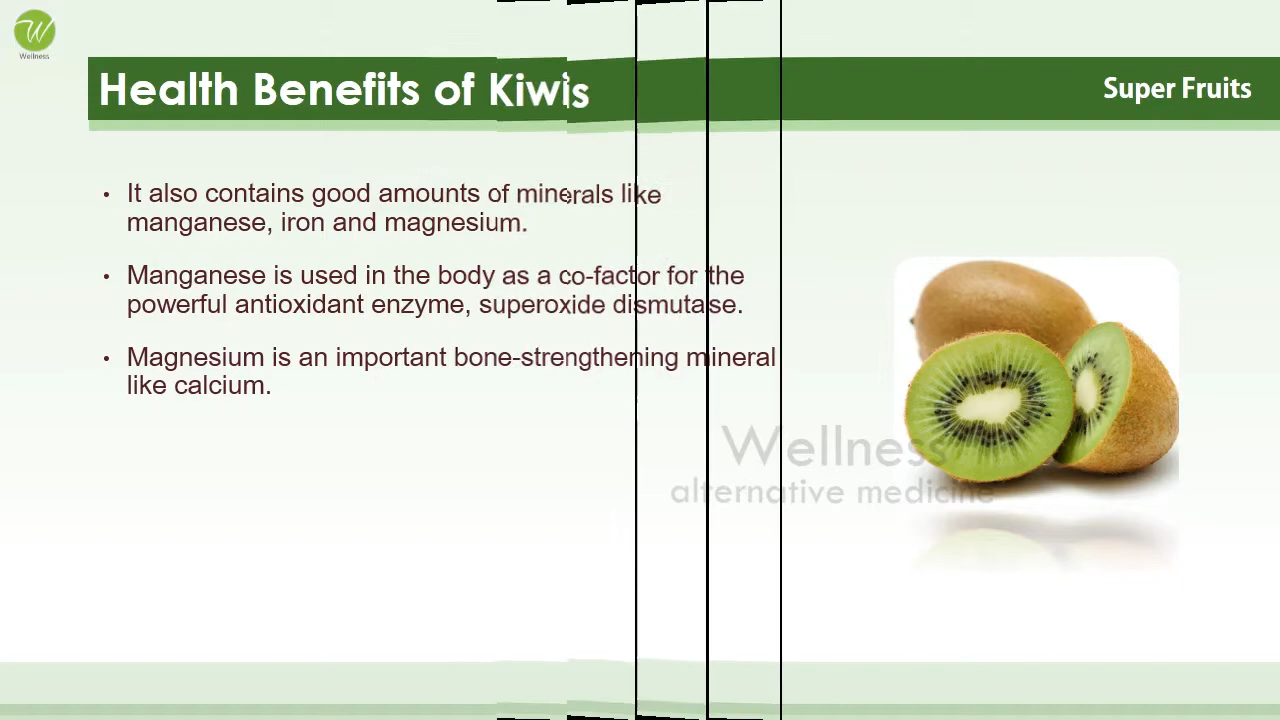 W
Wellness
Health Benefits of Kiwis
Super Fruits
• It also contains good amounts of minerals like
manganese, iron and magnesium.
• Manganese is used in the body as a co-factor for the
powerful antioxidant enzyme, superoxide dismutase.
• Magnesium is an important bone-strengthening mineral
like calcium.
Wellness
alternative medicine